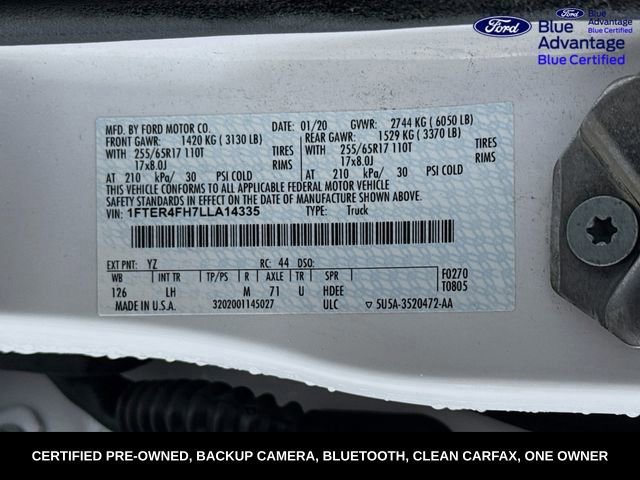 Ford
Blue Advantage
Blue Certified
Ford
Blue
Advantage
Blue Certified
MFD. BY FORD MOTOR CO.
DATE: 01/20 GVWR: 2744 KG ( 6050 LB)
FRONT GAWR: 1420 KG ( 3130 LB) REAR GAWR: 1529 KG ( 3370 LB)
WITH 255/65R17 110T TIRES WITH 255/65R17 110T TIRES
17x8.0J RIMS 17x8.0J RIMS
AT 210 kPa/ 30 PSI COLD AT 210 kPa/ 30 PSI COLD
THIS VEHICLE CONFORMS TO ALL APPLICABLE FEDERAL MOTOR VEHICLE
SAFETY STANDARDS IN EFFECT ON THE DATE OF MANUFACTURE SHOWN ABOVE.
VIN: 1FTER4FH7LLA14335 TYPE: Truck
EXT PNT: YZ RC: 44 DSO:
WB INT TR TP/PS R AXLE TR SPR F0270
126 LH M 71 U HDEE T0805
MADE IN U.S.A. 3202001145027 ULC ▽ 5U5A-3520472-AA
CERTIFIED PRE-OWNED, BACKUP CAMERA, BLUETOOTH, CLEAN CARFAX, ONE OWNER